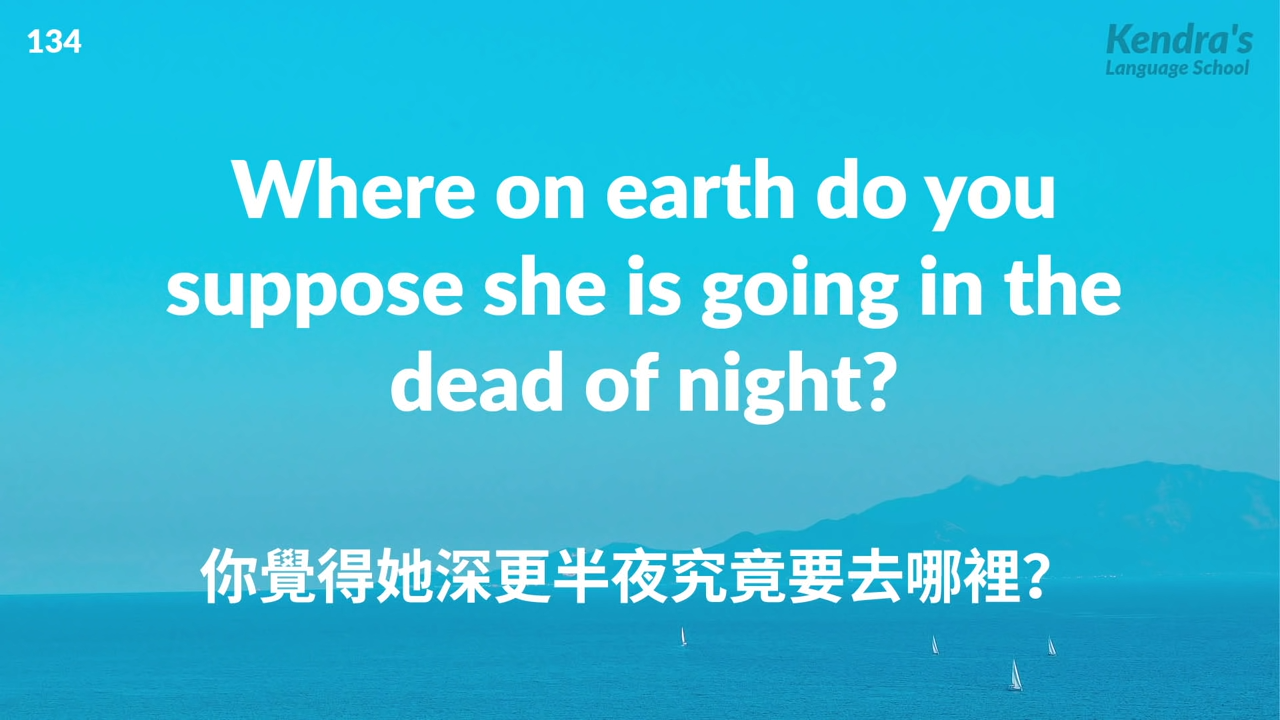 134
Kendra's
Language School
Where on earth do you
suppose she is going in the
dead of night?
你覺得她深更半夜究竟要去哪裡?